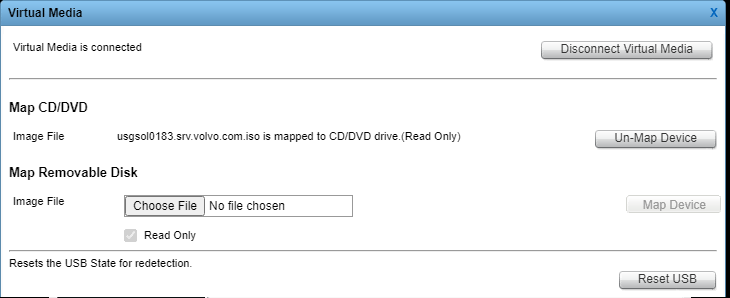 Virtual Media X
Virtual Media is connected Disconnect Virtual Media
Map CD/DVD
Image File usgsol0183.srv.volvo.com.iso is mapped to CD/DVD drive.(Read Only) Un-Map Device
Map Removable Disk
Image File Choose File No file chosen Map Device
Read Only
Resets the USB State for redetection.
Reset USB